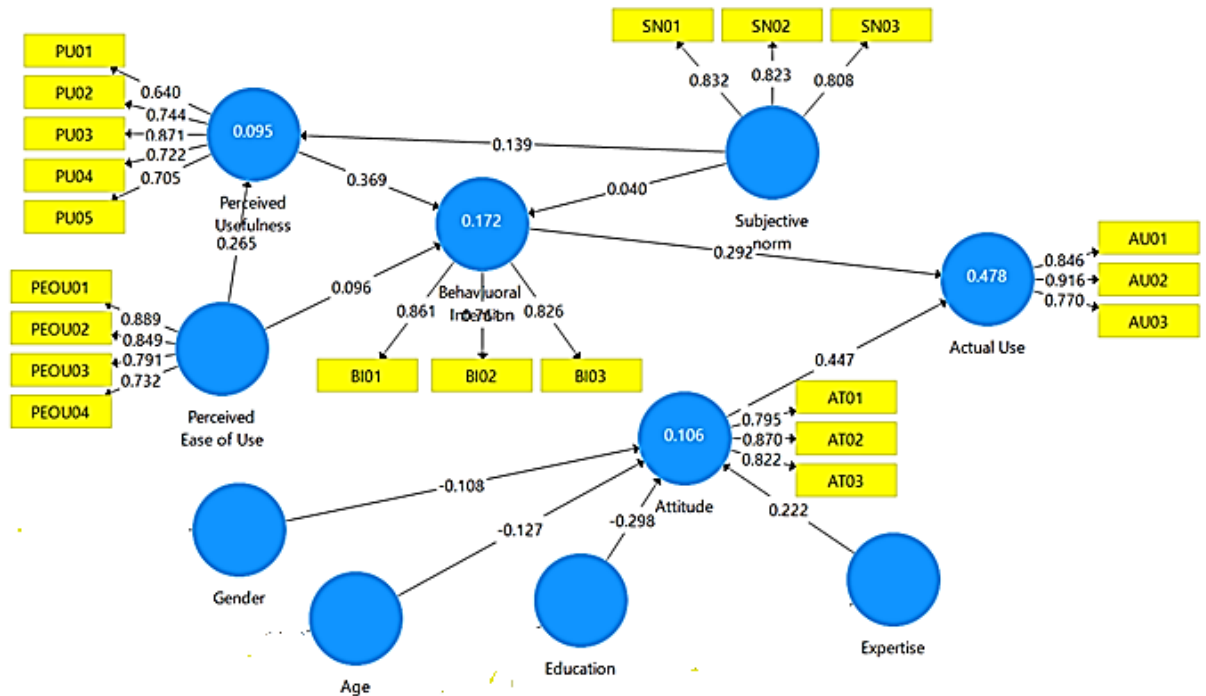 SN01
SN02
SN03
0.832
0.823
0.808
Subjective
norm
PU01
PU02
PU03
PU04
PU05
0.640
0.744
0.871
0.722
0.705
0.095
Perceived
Usefulness
0.139
0.369
0.040
0.265
0.172
Behaviuoral
0.292
0.096
PEOU01
PEOU02
PEOU03
PEOU04
0.889
0.849
0.791
0.732
Perceived
Ease of Use
0.861
0.826
BI01
BI02
BI03
0.478
Actual Use
0.846
0.916
0.770
AU01
AU02
AU03
0.447
0.106
Attitude
0.795
0.870
0.822
AT01
AT02
AT03
-0.108
-0.127
-0.298
0.222
Gender
Age
Education
Expertise